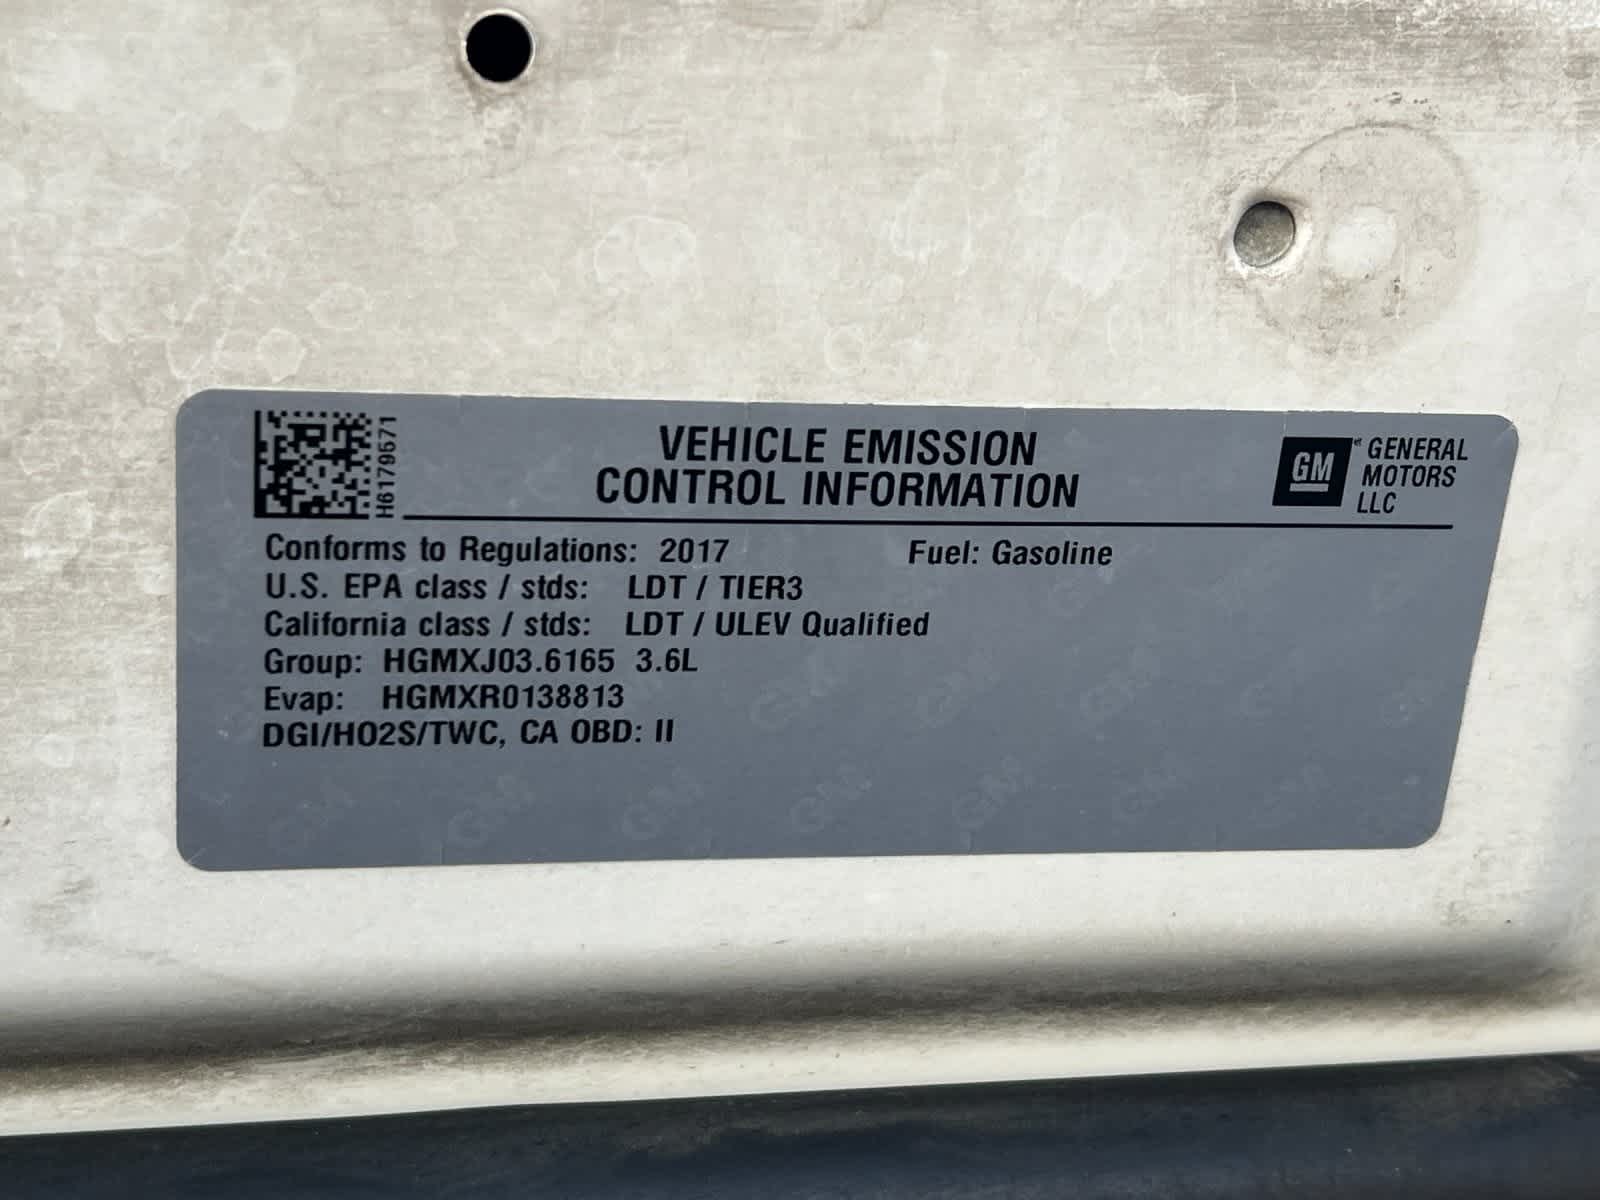 H6179571
VEHICLE EMISSION
CONTROL INFORMATION
GM
GENERAL
MOTORS
LLC
Conforms to Regulations: 2017 Fuel: Gasoline
U.S. EPA class / stds: LDT / TIER3
California class / stds: LDT / ULEV Qualified
Group: HGMXJ03.6165 3.6L
Evap: HGMXR0138813
DGI/HO2S/TWC, CA OBD: II